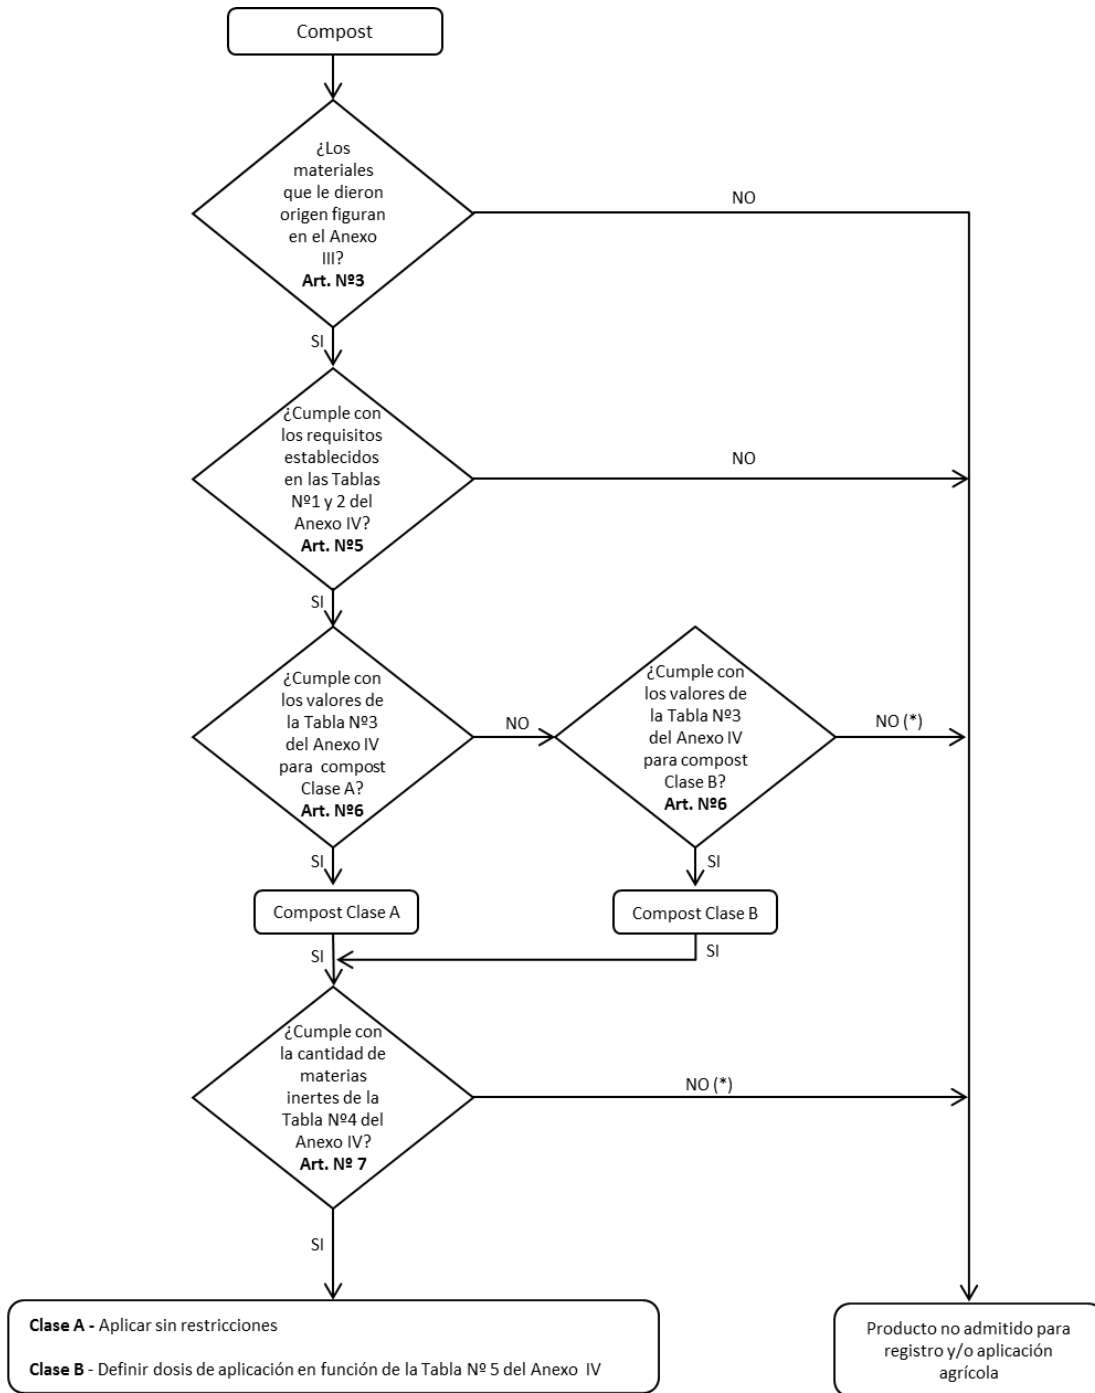 Compost
¿Los
materiales
que le dieron
origen figuran
en el Anexo
III?
Art. Nº3
NO
SI
¿Cumple con
los requisitos
establecidos
en las Tablas
Nº1 y 2 del
Anexo IV?
Art. Nº5
NO
SI
¿Cumple con
los valores de
la Tabla Nº3
del Anexo IV
para compost
Clase A?
Art. Nº6
NO
¿Cumple con
los valores de
la Tabla Nº3
del Anexo IV
para compost
Clase B?
Art. Nº6
NO (*)
SI
SI
Compost Clase A
Compost Clase B
SI
SI
¿Cumple con
la cantidad de
materias
inertes de la
Tabla Nº4 del
Anexo IV?
Art. Nº 7
NO (*)
SI
Clase A - Aplicar sin restricciones
Clase B - Definir dosis de aplicación en función de la Tabla Nº 5 del Anexo IV
Producto no admitido para
registro y/o aplicación
agrícola